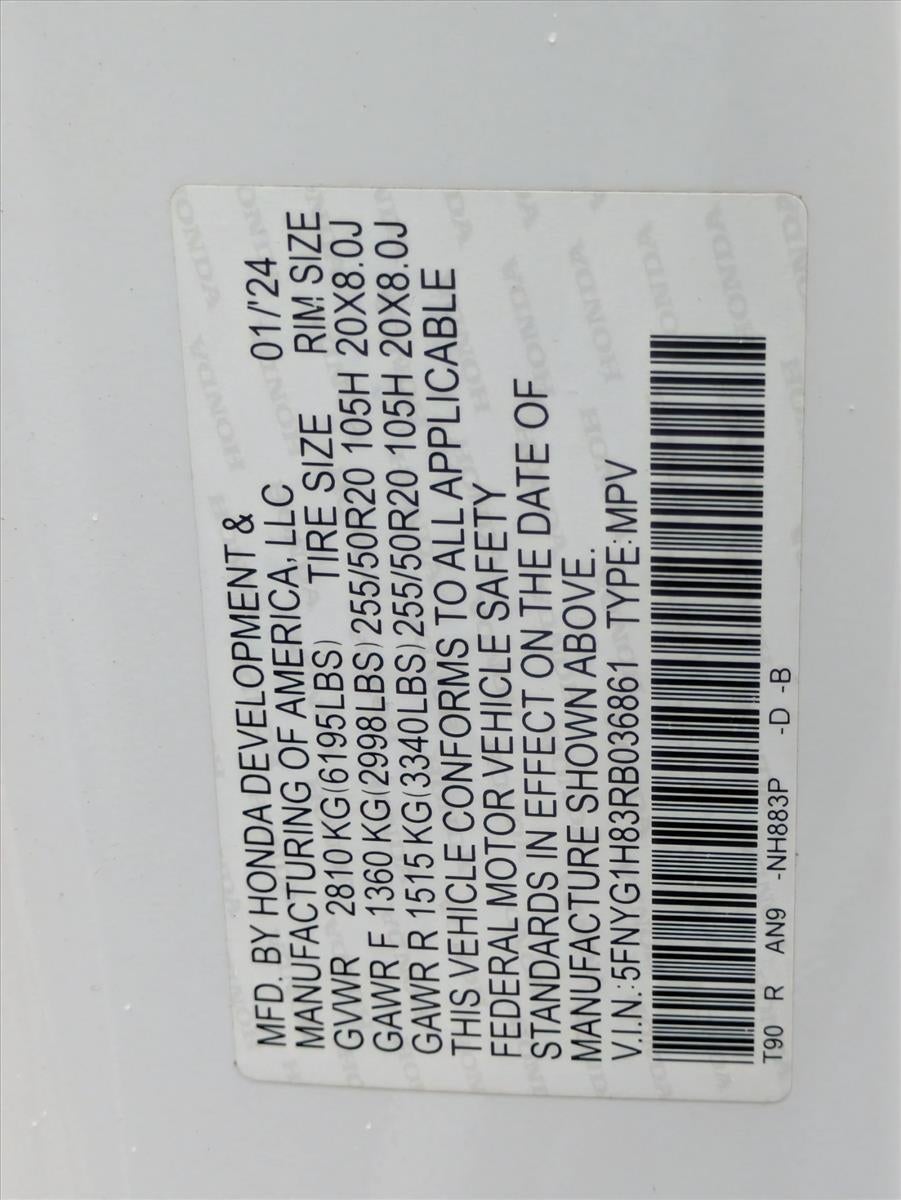 MFD. BY HONDA DEVELOPMENT &
MANUFACTURING OF AMERICA, LLC 01/'24
GVWR 2810 KG(6195LBS) TIRE SIZE RIM SIZE
GAWR F 1360 KG(2998LBS) 255/50R20 105H 20X8.0J
GAWR R 1515 KG(3340LBS) 255/50R20 105H 20X8.0J
THIS VEHICLE CONFORMS TO ALL APPLICABLE
FEDERAL MOTOR VEHICLE SAFETY
STANDARDS IN EFFECT ON THE DATE OF
MANUFACTURE SHOWN ABOVE.
V.I.N.:5FNYG1H83RB036861 TYPE:MPV
T90 R AN9 -NH883P -D -B